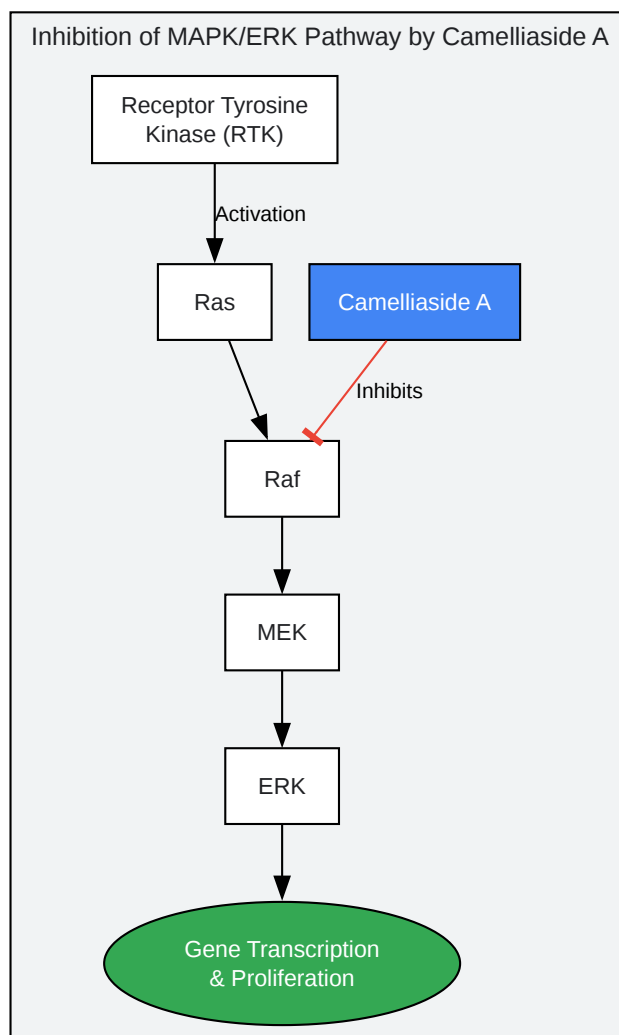 Inhibition of MAPK/ERK Pathway by Camelliaside A
Receptor Tyrosine
Kinase (RTK)
Activation
Ras
Camelliaside A
Inhibits
Raf
MEK
ERK
Gene Transcription
& Proliferation